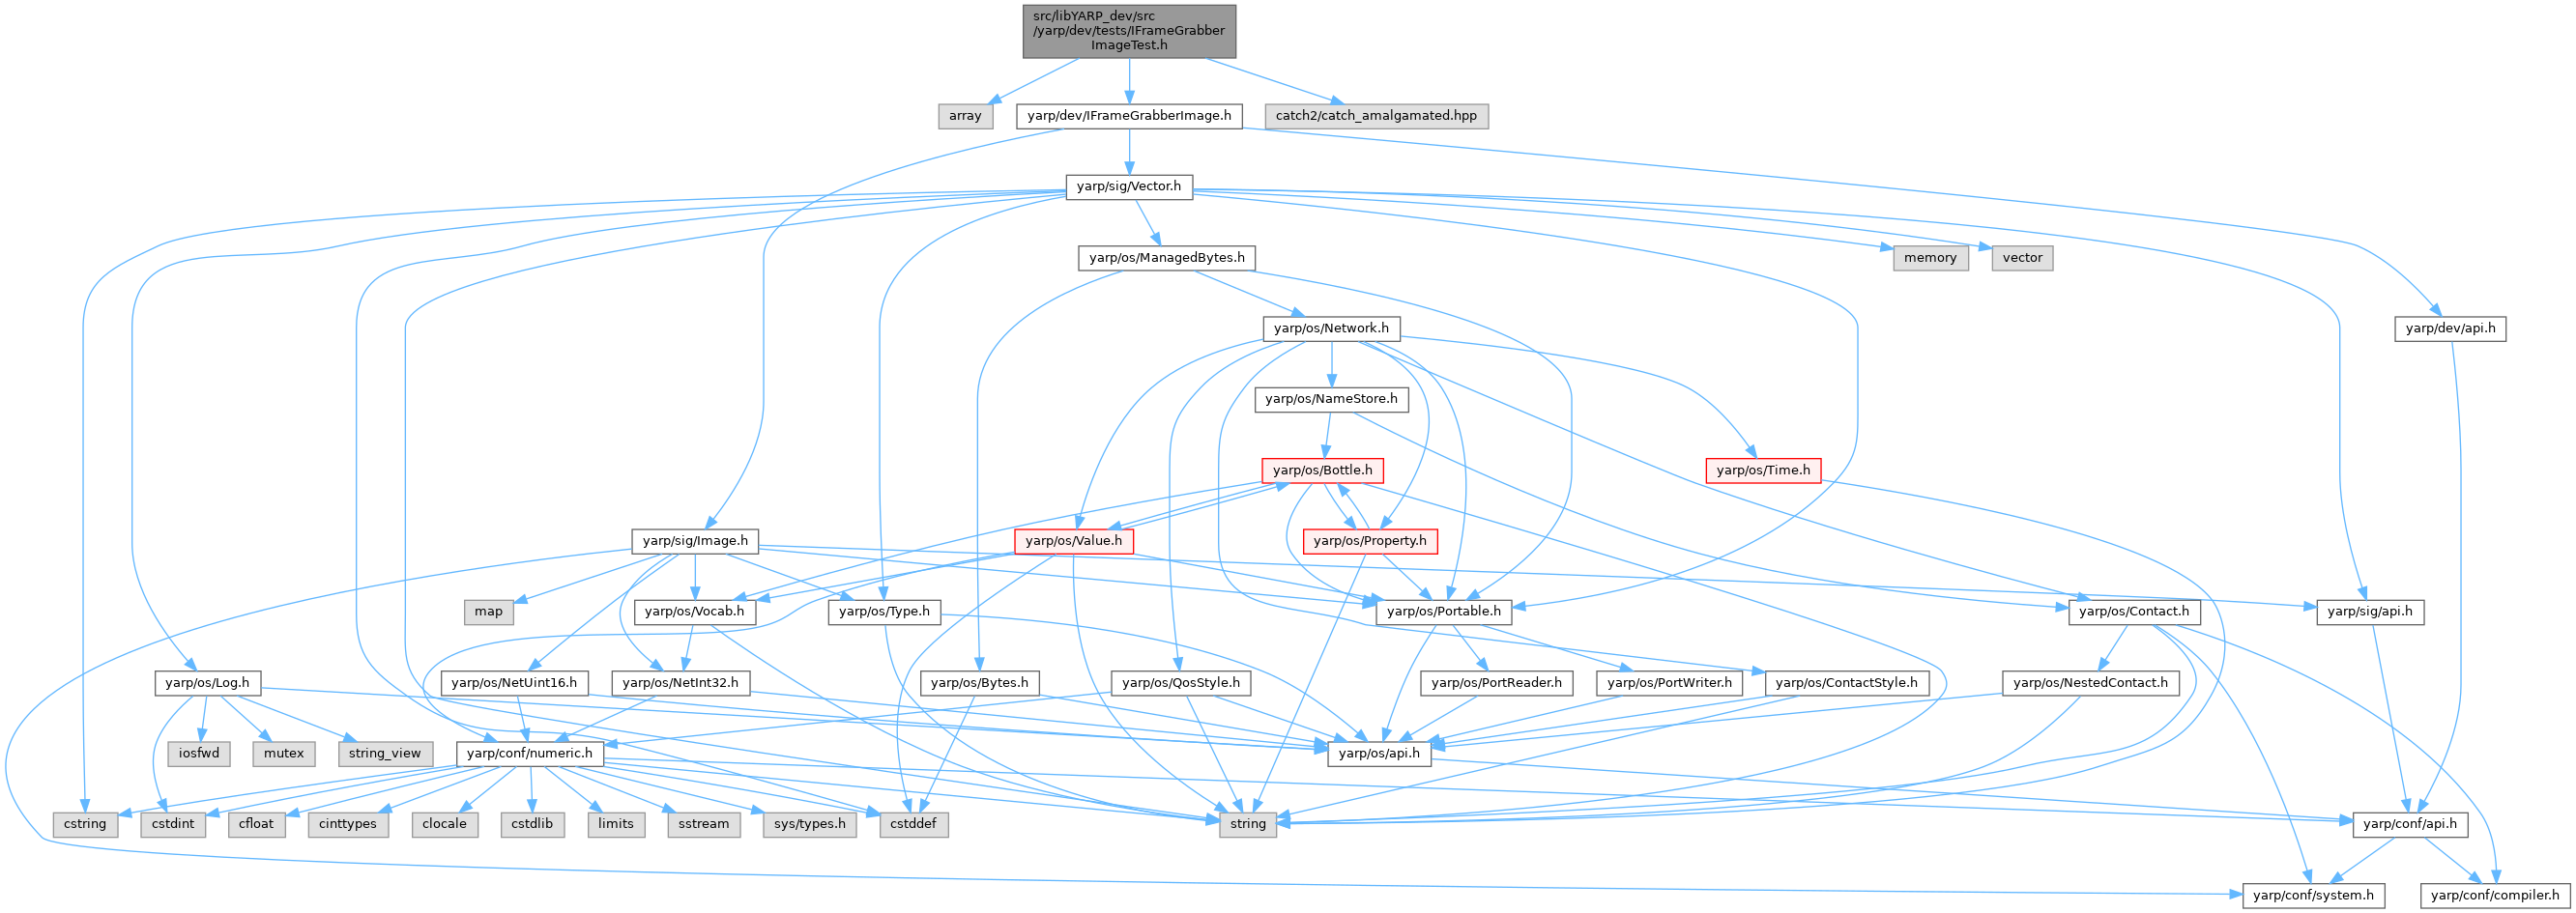 src/libYARP_dev/src
/yarp/dev/tests/IFrameGrabber
ImageTest.h
array
yarp/dev/IFrameGrabberImage.h
catch2/catch_amalgamated.hpp
yarp/sig/Vector.h
yarp/os/ManagedBytes.h
memory
vector
yarp/os/Network.h
yarp/dev/api.h
yarp/os/NameStore.h
yarp/os/Bottle.h
yarp/os/Time.h
yarp/sig/Image.h
yarp/os/Value.h
yarp/os/Property.h
map
yarp/os/Vocab.h
yarp/os/Type.h
yarp/os/Portable.h
yarp/os/Contact.h
yarp/sig/api.h
yarp/os/Log.h
yarp/os/NetUint16.h
yarp/os/NetInt32.h
yarp/os/Bytes.h
yarp/os/QosStyle.h
yarp/os/PortReader.h
yarp/os/PortWriter.h
yarp/os/ContactStyle.h
yarp/os/NestedContact.h
iosfwd
mutex
string_view
yarp/conf/numeric.h
yarp/os/api.h
cstring
cstdint
cfloat
cinttypes
clocale
cstdlib
limits
sstream
sys/types.h
cstddef
string
yarp/conf/api.h
yarp/conf/system.h
yarp/conf/compiler.h